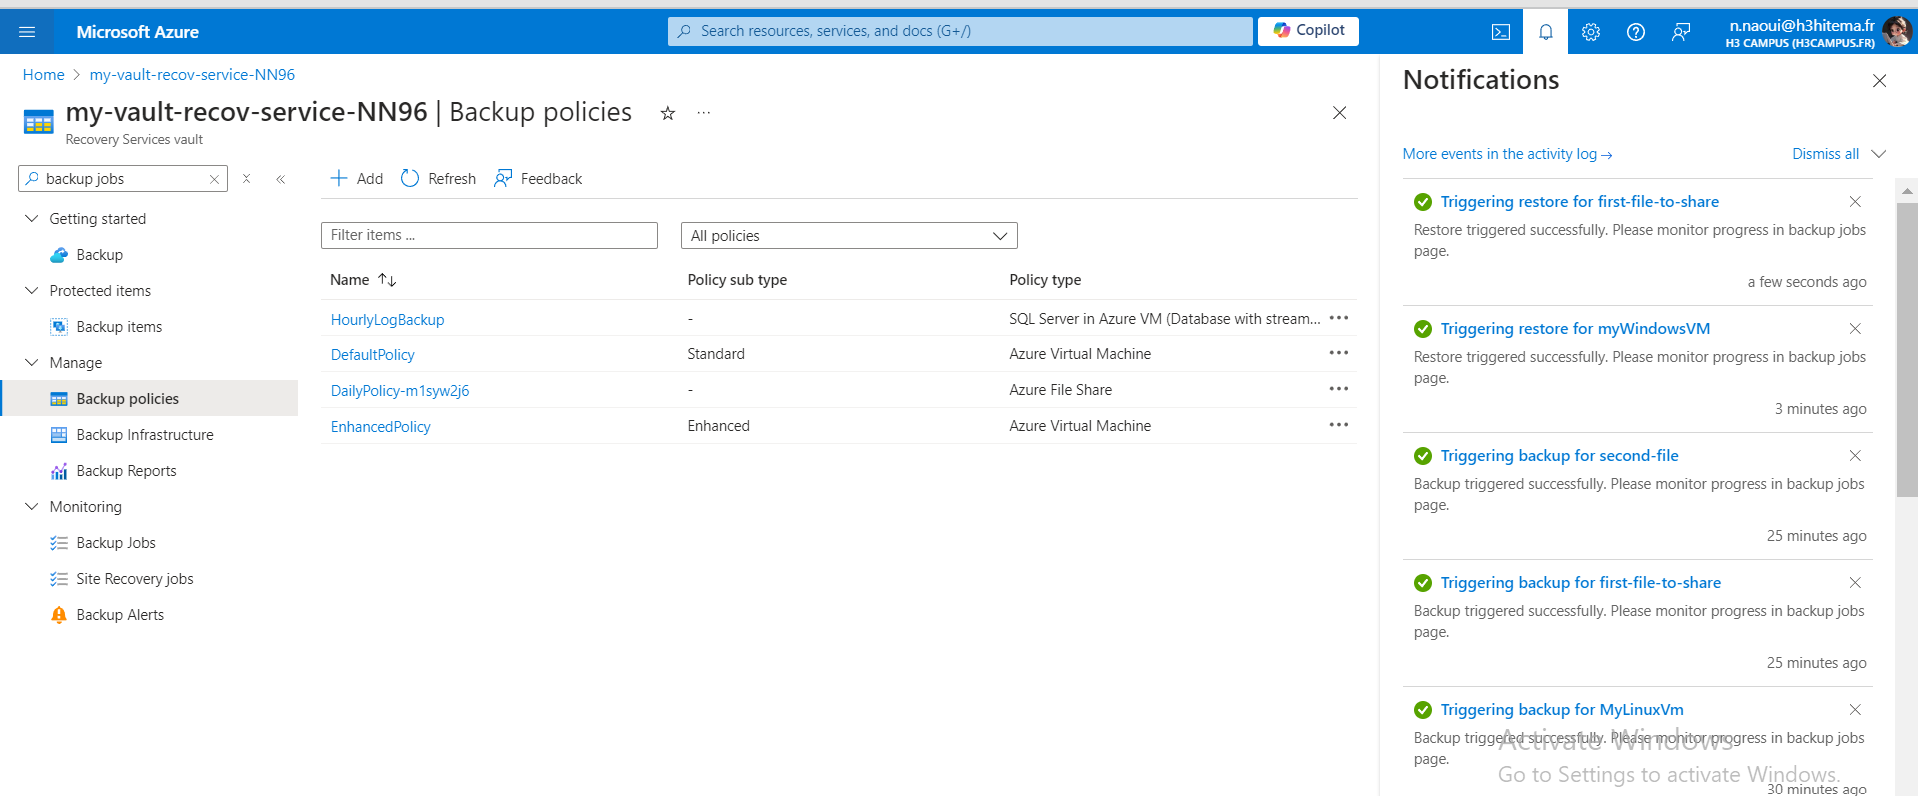 Microsoft Azure
Search resources, services, and docs (G+/)
Copilot
n.naoui@h3hitema.fr
H3 CAMPUS (H3CAMPUS.FR)
Home > my-vault-recov-service-NN96
my-vault-recov-service-NN96 | Backup policies
Recovery Services vault
backup jobs
Getting started
Backup
Protected items
Backup items
Manage
Backup policies
Backup Infrastructure
Backup Reports
Monitoring
Backup Jobs
Site Recovery jobs
Backup Alerts
Add Refresh Feedback
Filter items ...
All policies
Name Policy sub type Policy type
HourlyLogBackup - SQL Server in Azure VM (Database with stream...
DefaultPolicy Standard Azure Virtual Machine
DailyPolicy-m1syw2j6 - Azure File Share
EnhancedPolicy Enhanced Azure Virtual Machine
Notifications
More events in the activity log → Dismiss all
Triggering restore for first-file-to-share
Restore triggered successfully. Please monitor progress in backup jobs
page.
a few seconds ago
Triggering restore for myWindowsVM
Restore triggered successfully. Please monitor progress in backup jobs
page.
3 minutes ago
Triggering backup for second-file
Backup triggered successfully. Please monitor progress in backup jobs
page.
25 minutes ago
Triggering backup for first-file-to-share
Backup triggered successfully. Please monitor progress in backup jobs
page.
25 minutes ago
Triggering backup for MyLinuxVm
Backup triggered successfully. Please monitor progress in backup jobs
page.
30 minutes ago
Activate Windows
Go to Settings to activate Windows.